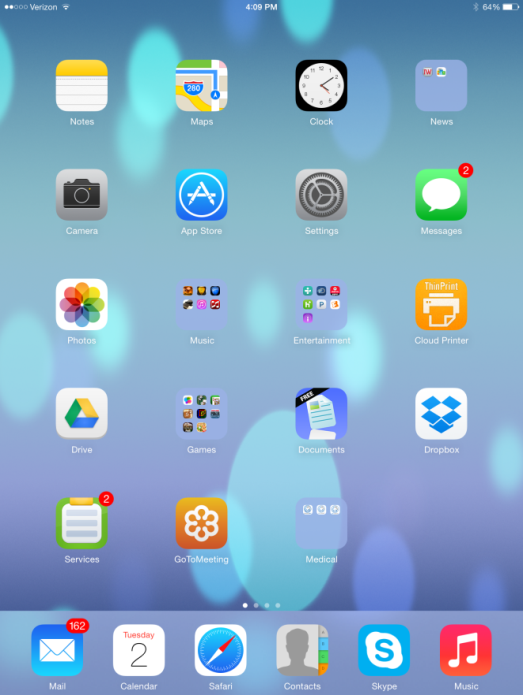 Verizon
4:09 PM
64%
280
Notes
Maps
Clock
News
2
Camera
App Store
Settings
Messages
ThinPrint
Photos
Music
Entertainment
Cloud Printer
FREE
Drive
Games
Documents
Dropbox
2
Services
GoToMeeting
Medical
162
Tuesday
2
Mail
Calendar
Safari
Contacts
Skype
Music